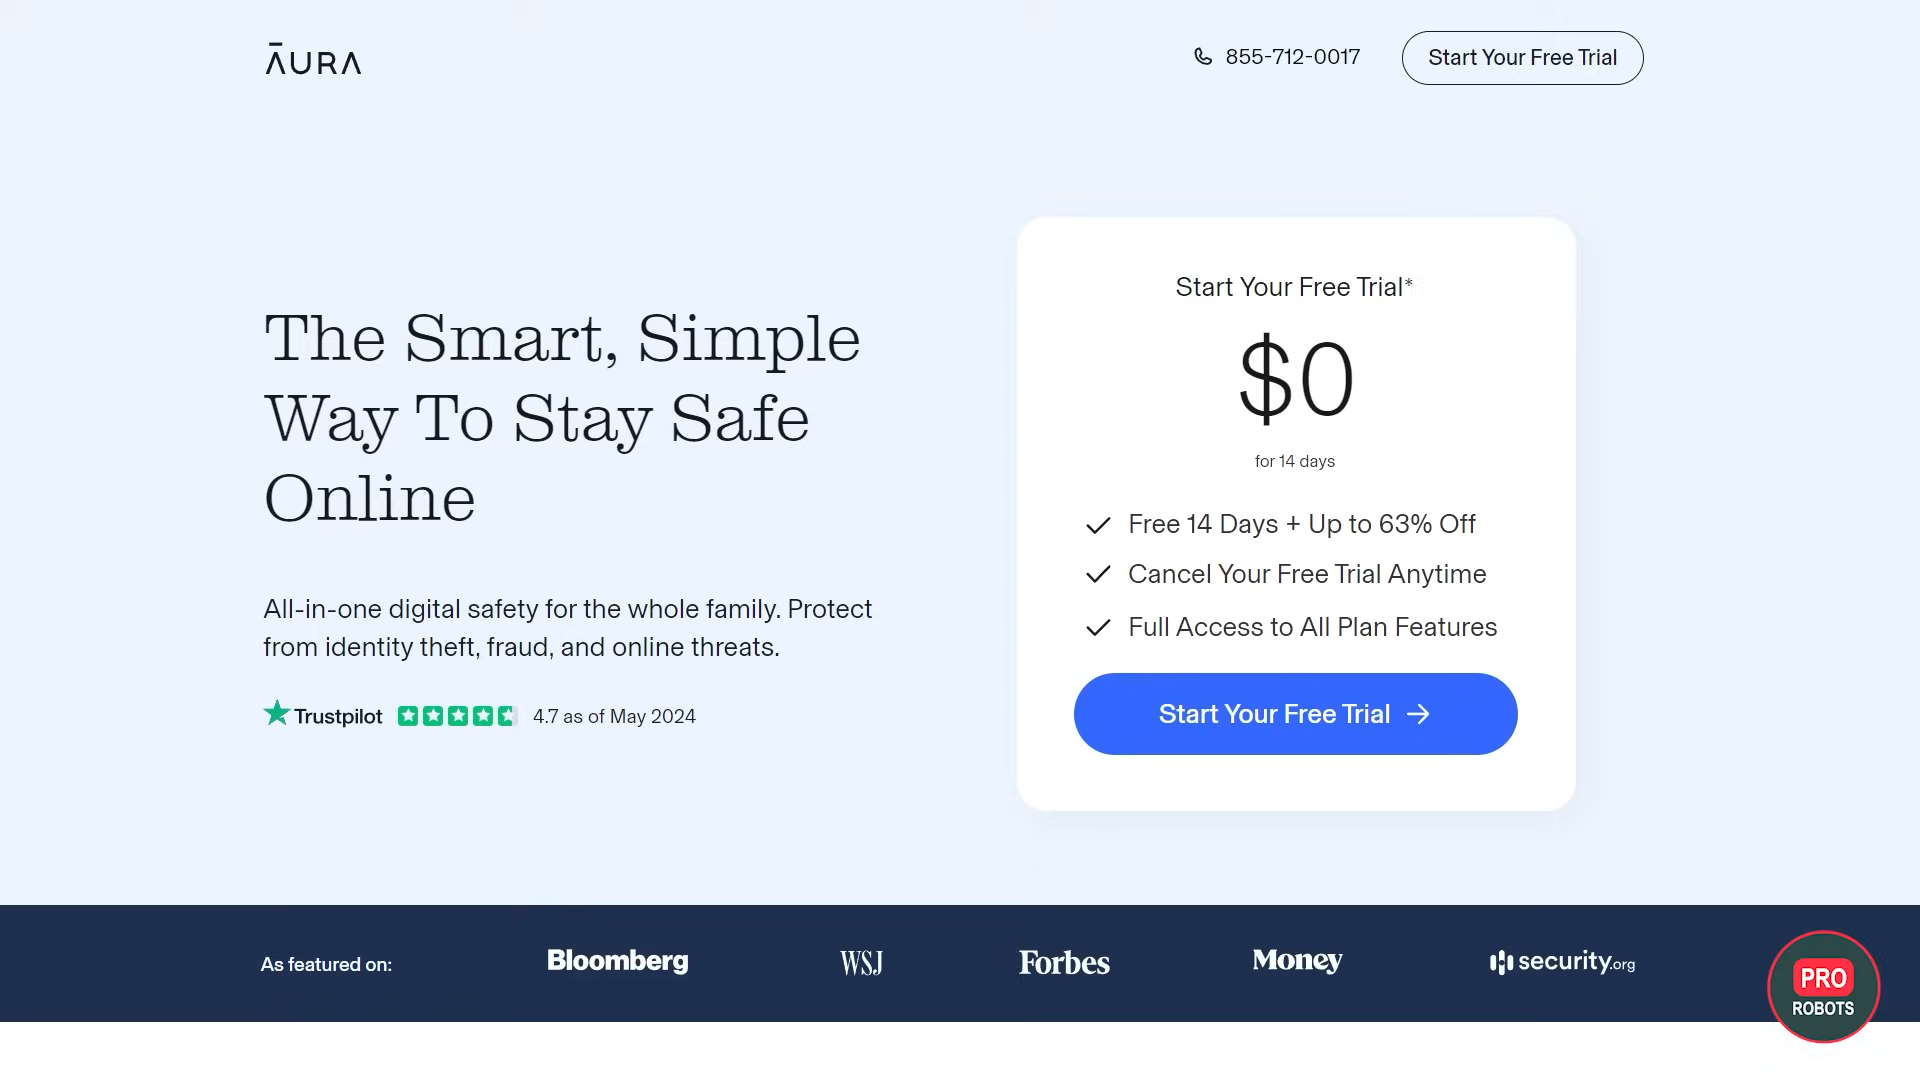 ĀURA
855-712-0017
Start Your Free Trial
The Smart, Simple
Way To Stay Safe
Online
All-in-one digital safety for the whole family. Protect
from identity theft, fraud, and online threats.
Trustpilot 4.7 as of May 2024
Start Your Free Trial*
$0
for 14 days
Free 14 Days + Up to 63% Off
Cancel Your Free Trial Anytime
Full Access to All Plan Features
Start Your Free Trial →
As featured on:
Bloomberg
WSJ
Forbes
Money
security.org
PRO
ROBOTS